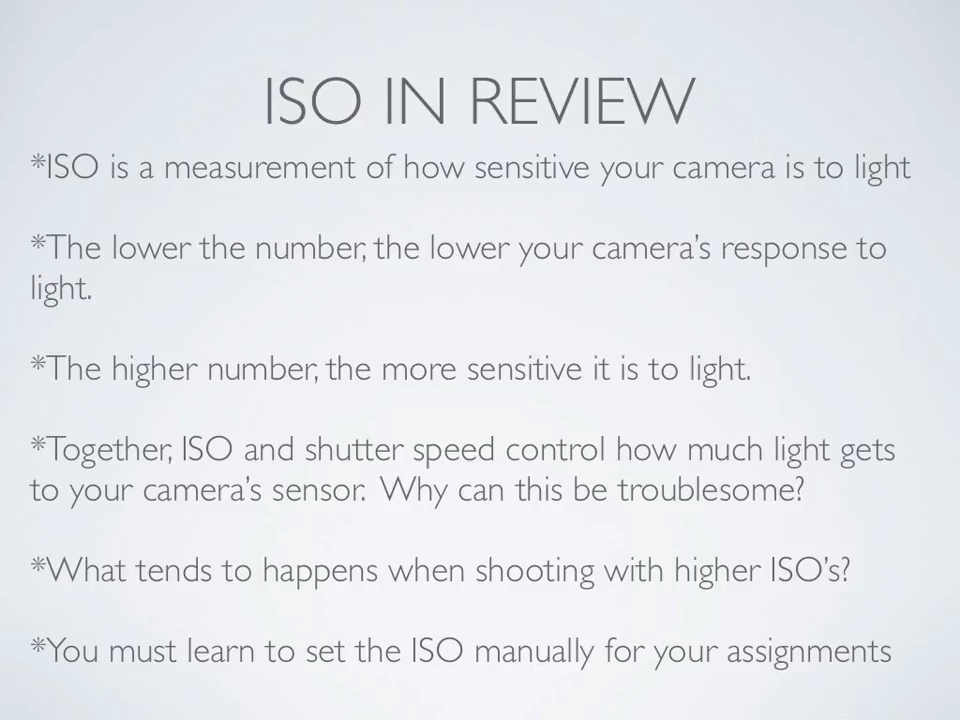 ISO IN REVIEW
*ISO is a measurement of how sensitive your camera is to light
*The lower the number, the lower your camera's response to
light.
*The higher number, the more sensitive it is to light.
*Together, ISO and shutter speed control how much light gets
to your camera's sensor.  Why can this be troublesome?
*What tends to happens when shooting with higher ISO's?
*You must learn to set the ISO manually for your assignments